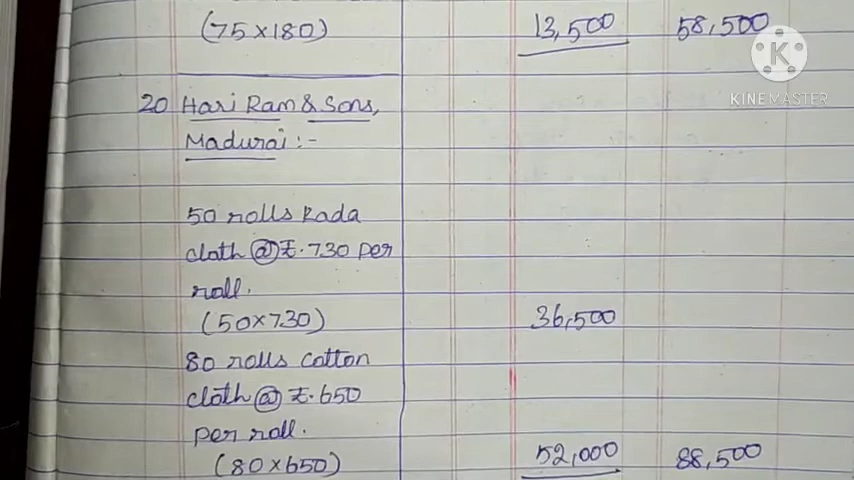 (75×180) 13,500 58,500
K
KINEMASTER
20 Hari Ram & Sons,
Madurai :-
50 rolls kada
cloth @ ₹. 730 per
roll.
(50×730) 36,500
80 rolls cotton
cloth @ ₹. 650
per roll.
(80×650) 52,000 88,500